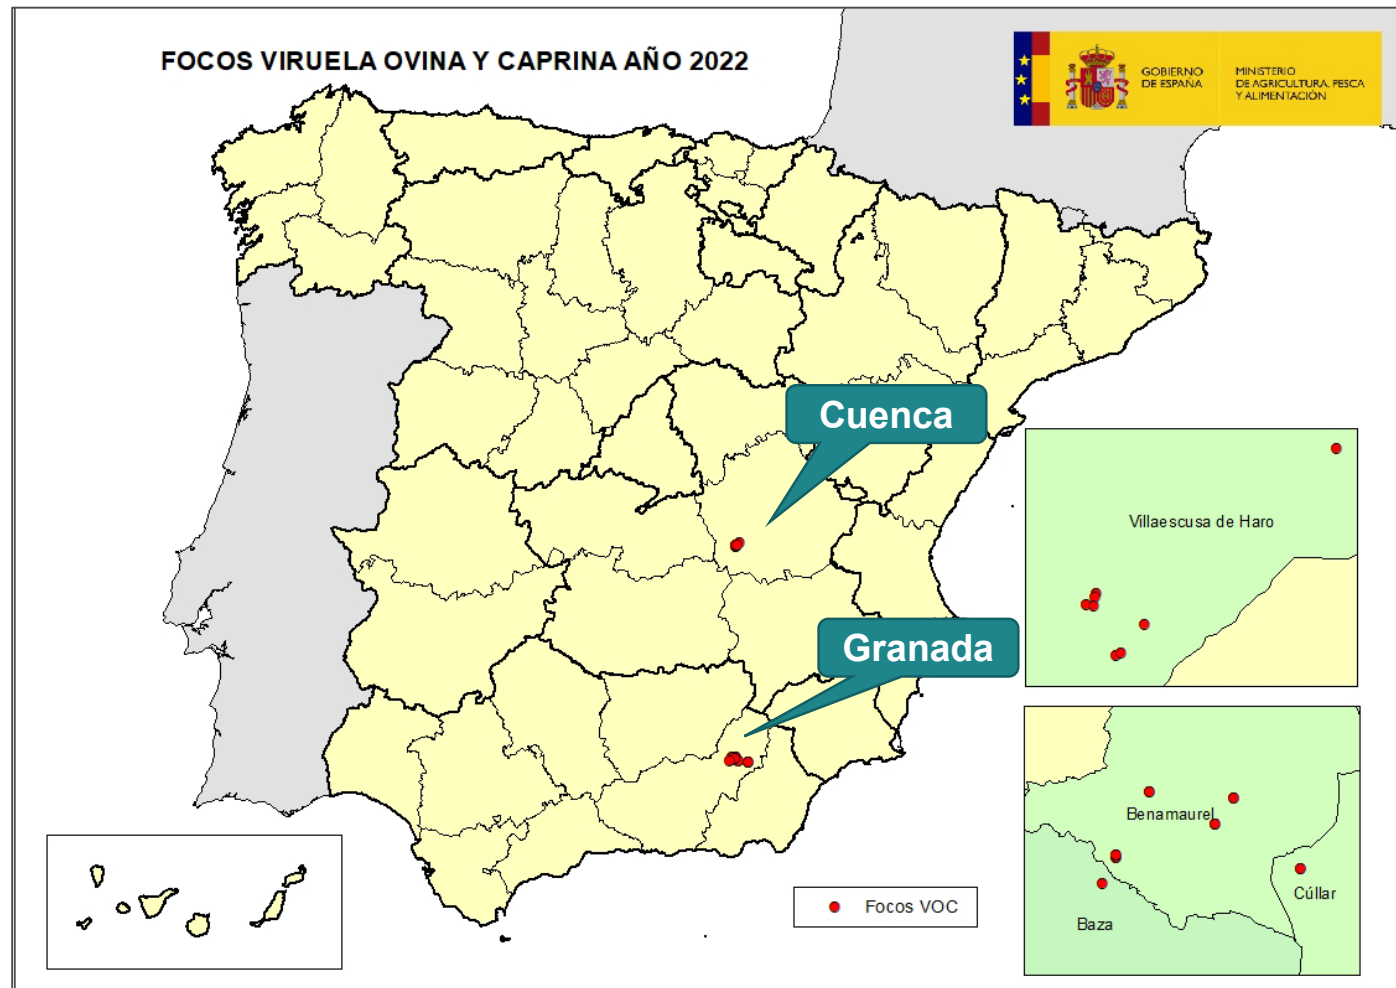 FOCOS VIRUELA OVINA Y CAPRINA AÑO 2022
GOBIERNO
DE ESPAÑA
MINISTERIO
DE AGRICULTURA, PESCA
Y ALIMENTACIÓN
Cuenca
Villaescusa de Haro
Granada
Benamaurel
Cúllar
Baza
Focos VOC